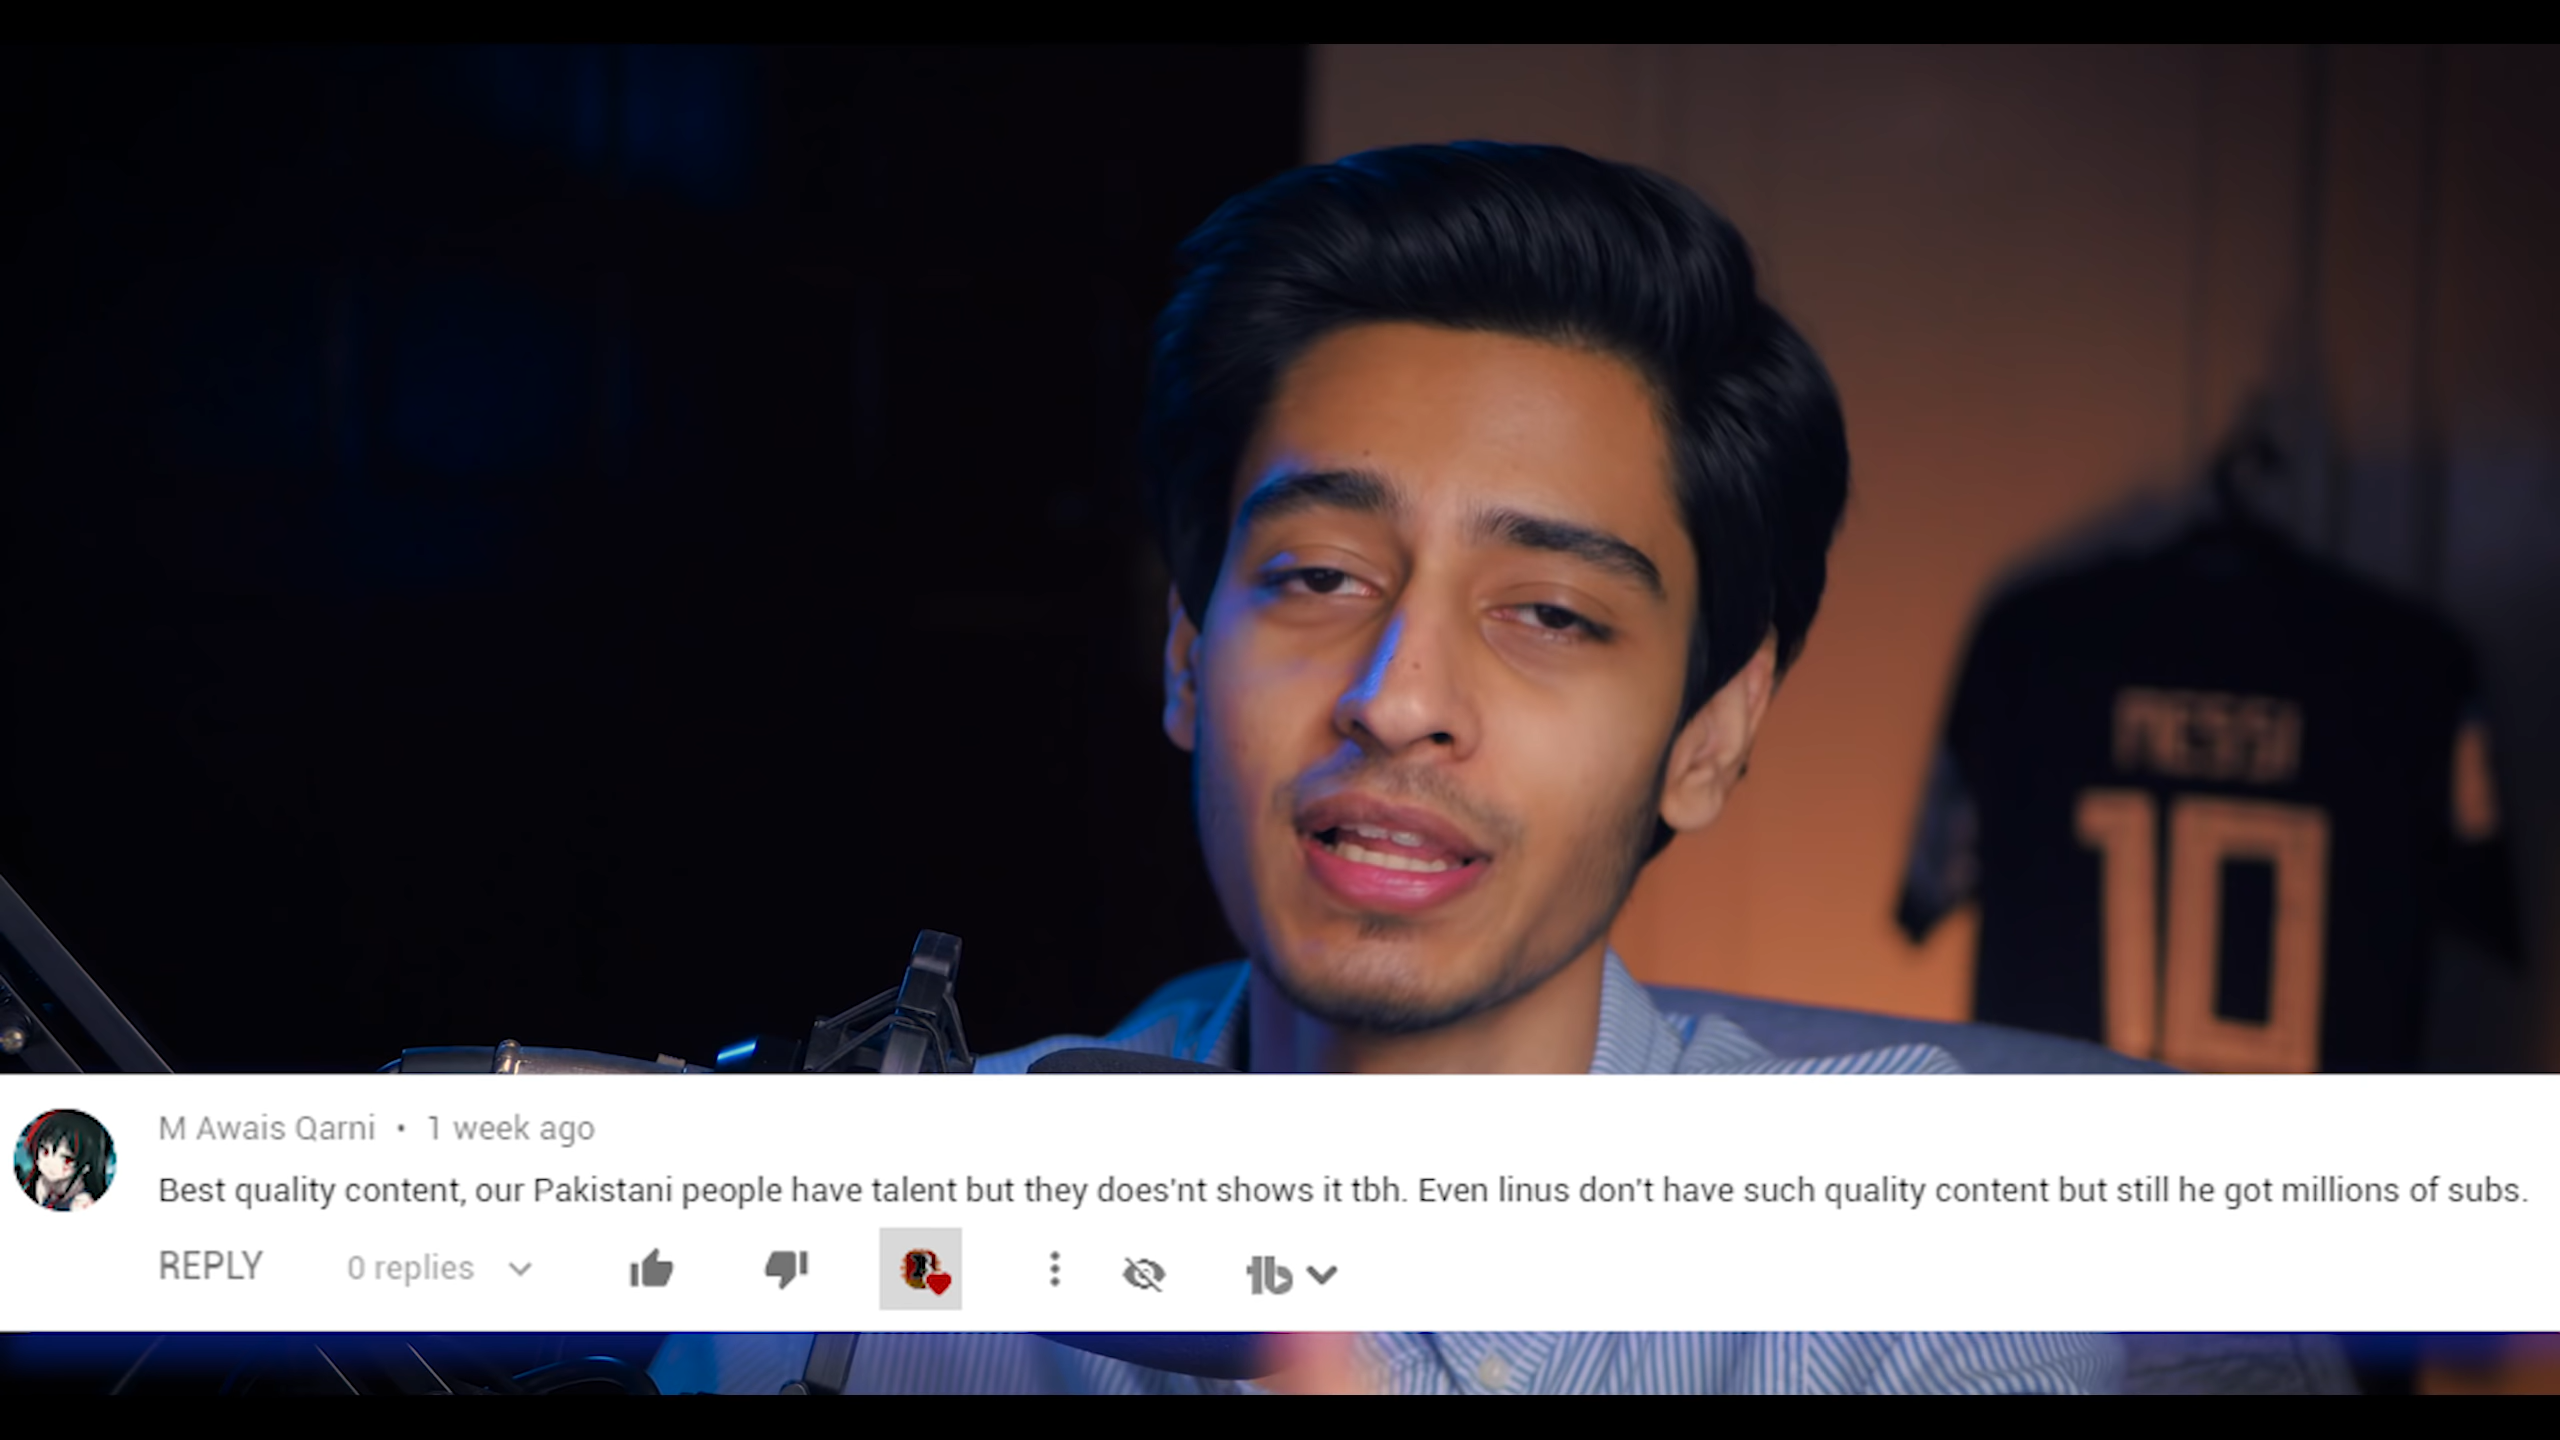 MESSI
10
M Awais Qarni • 1 week ago
Best quality content, our Pakistani people have talent but they does'nt shows it tbh. Even linus don't have such quality content but still he got millions of subs.
REPLY 0 replies